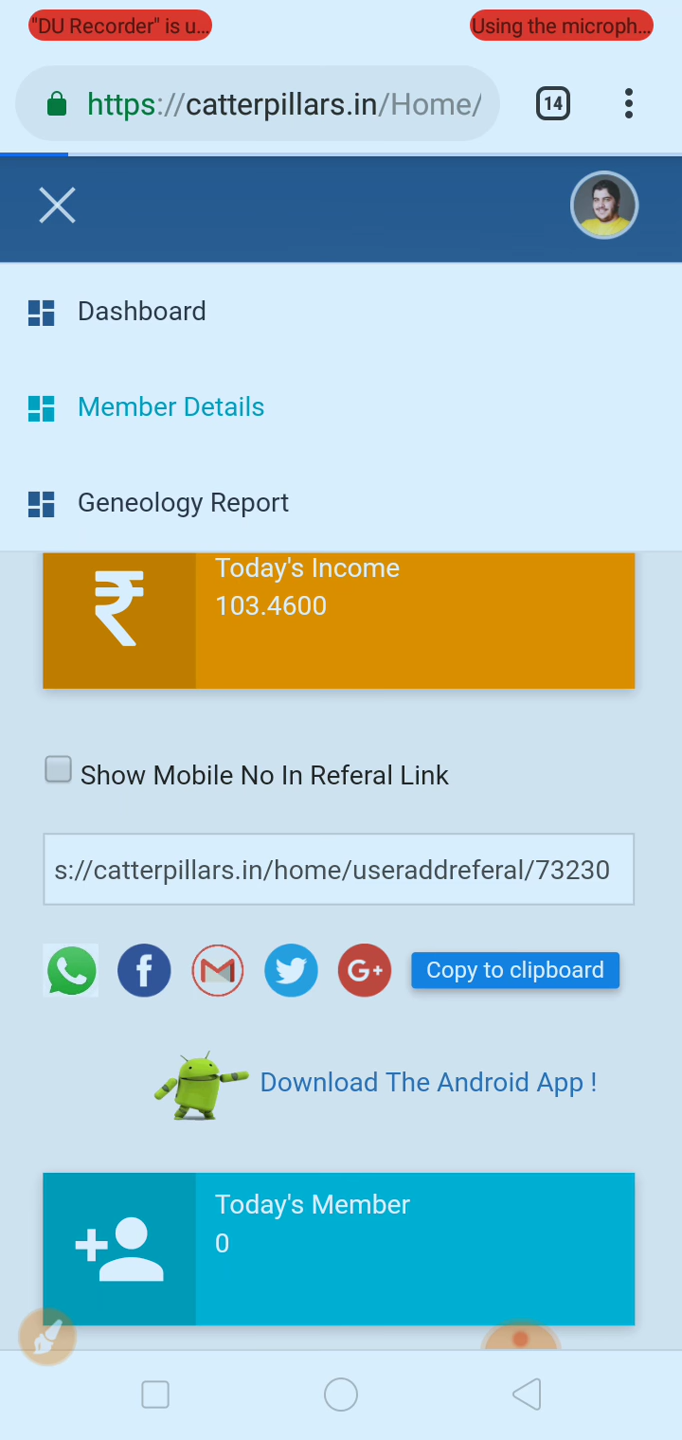 "DU Recorder" is u... Using the microph...
https://catterpillars.in/Home/ 14
Dashboard
Member Details
Geneology Report
Today's Income
103.4600
Show Mobile No In Referal Link
s://catterpillars.in/home/useraddreferal/73230
G+ Copy to clipboard
Download The Android App !
Today's Member
0